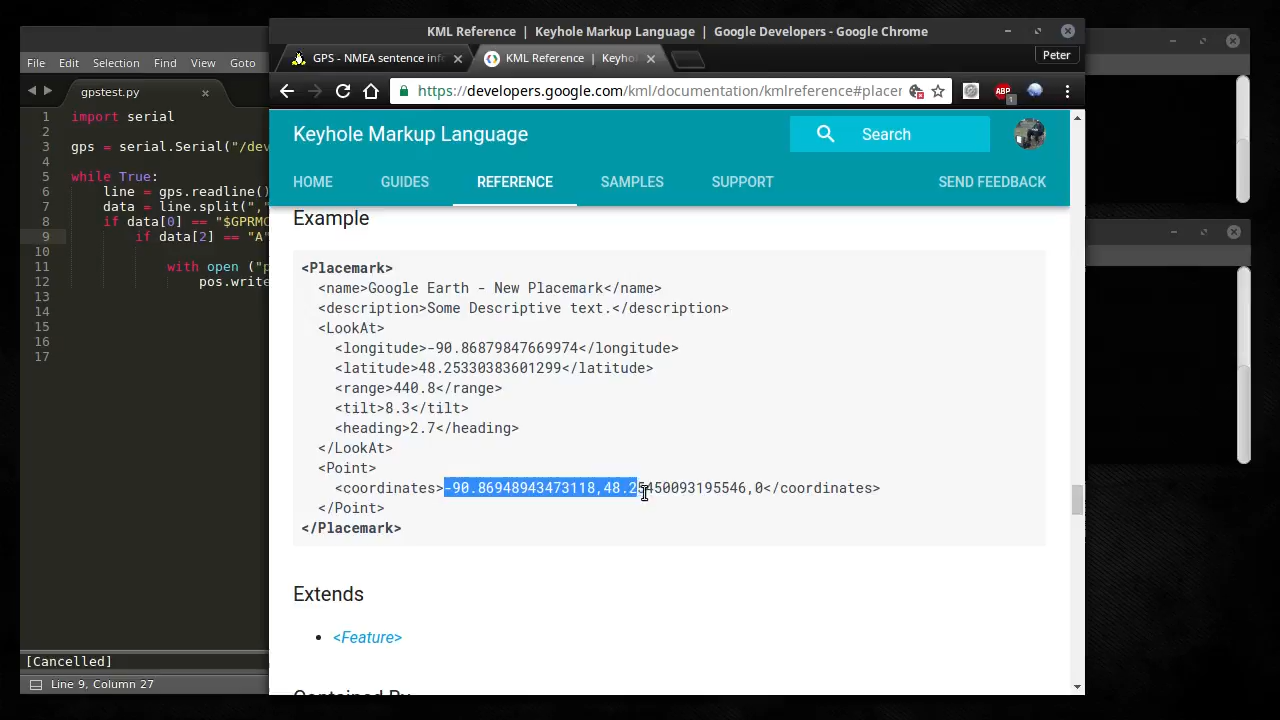 KML Reference | Keyhole Markup Language | Google Developers - Google Chrome
GPS - NMEA sentence info
KML Reference | Keyho
Peter
https://developers.google.com/kml/documentation/kmlreference#placer
ABP
1
File Edit Selection Find View Goto
gpstest.py
1 import serial
2
3 gps = serial.Serial("/dev
4
5 while True:
6 line = gps.readline()
7 data = line.split(",
8 if data[0] == "$GPRMC
9 if data[2] == "A"
10
11 with open ("p
12 pos.write
13
14
15
16
17
[Cancelled]
Line 9, Column 27
Keyhole Markup Language
Search
HOME GUIDES REFERENCE SAMPLES SUPPORT SEND FEEDBACK
Example
<Placemark>
<name>Google Earth - New Placemark</name>
<description>Some Descriptive text.</description>
<LookAt>
<longitude>-90.86879847669974</longitude>
<latitude>48.25330383601299</latitude>
<range>440.8</range>
<tilt>8.3</tilt>
<heading>2.7</heading>
</LookAt>
<Point>
<coordinates>-90.86948943473118,48.25450093195546,0</coordinates>
</Point>
</Placemark>
Extends
<Feature>
Contained By